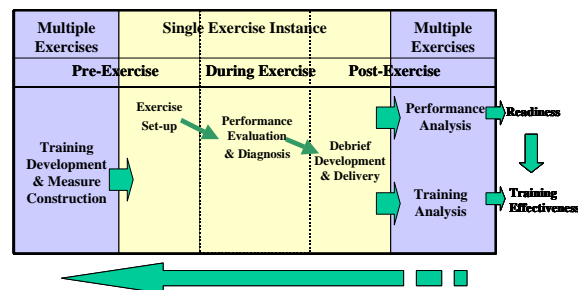 Multiple
Exercises
Single Exercise Instance
Multiple
Exercises
Pre-Exercise
During Exercise
Post-Exercise
Training
Development
& Measure
Construction
Exercise
Set-up
Performance
Evaluation
& Diagnosis
Debrief
Development
& Delivery
Performance
Analysis
Readiness
Training
Analysis
Training
Effectiveness